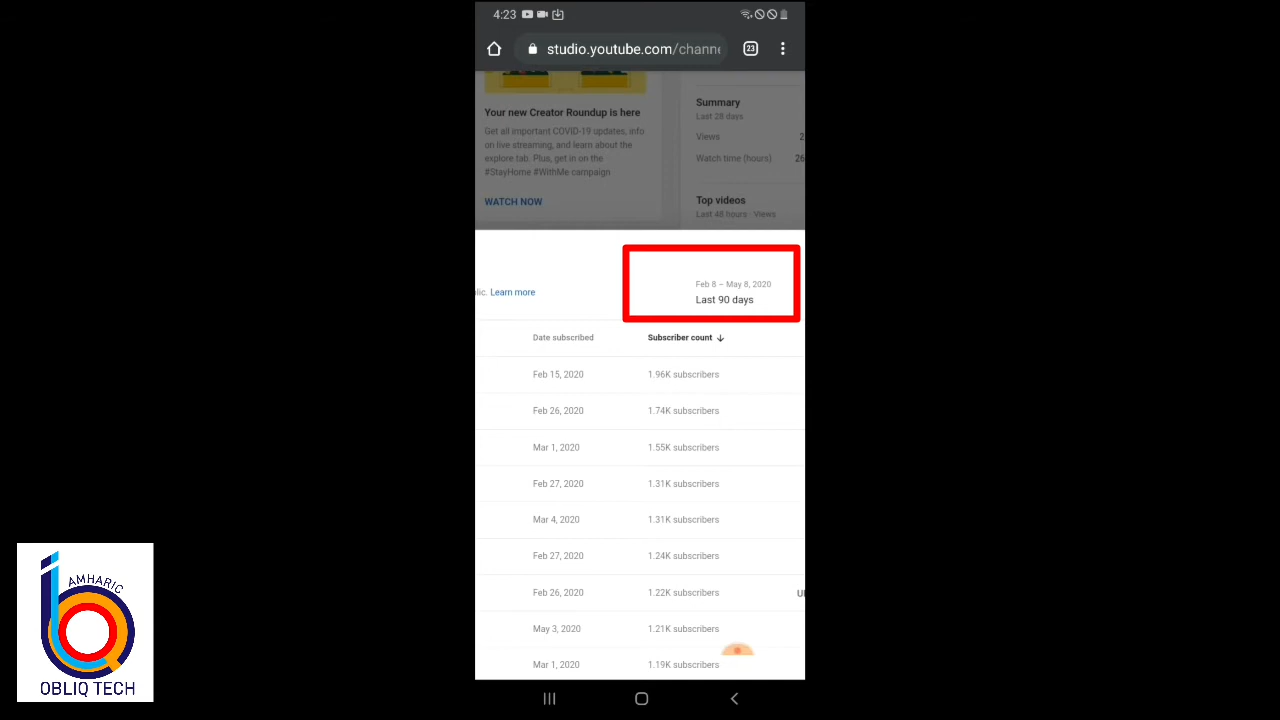 4:23
studio.youtube.com/channe
23
Your new Creator Roundup is here
Get all important COVID-19 updates, info
on live streaming, and learn about the
explore tab. Plus, get in on the
#StayHome #WithMe campaign
WATCH NOW
Summary
Last 28 days
Views 2
Watch time (hours) 26
Top videos
Last 48 hours · Views
lic. Learn more
Feb 8 – May 8, 2020
Last 90 days
Date subscribed Subscriber count
Feb 15, 2020 1.96K subscribers
Feb 26, 2020 1.74K subscribers
Mar 1, 2020 1.55K subscribers
Feb 27, 2020 1.31K subscribers
Mar 4, 2020 1.31K subscribers
Feb 27, 2020 1.24K subscribers
Feb 26, 2020 1.22K subscribers
May 3, 2020 1.21K subscribers
Mar 1, 2020 1.19K subscribers
AMHARIC
OBLIQ TECH